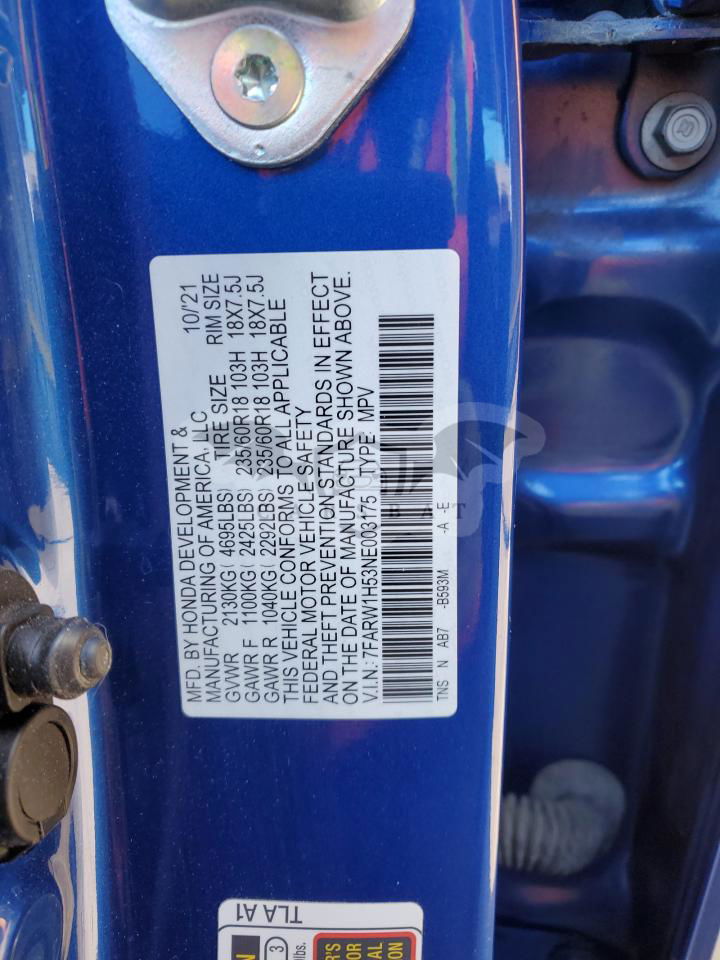 MFD. BY HONDA DEVELOPMENT &
MANUFACTURING OF AMERICA, LLC 10/'21
GVWR 2130KG( 4695LBS) TIRE SIZE RIM SIZE
GAWR F 1100KG( 2425LBS) 235/60R18 103H 18X7.5J
GAWR R 1040KG( 2292LBS) 235/60R18 103H 18X7.5J
THIS VEHICLE CONFORMS TO ALL APPLICABLE
FEDERAL MOTOR VEHICLE SAFETY
AND THEFT PREVENTION STANDARDS IN EFFECT
ON THE DATE OF MANUFACTURE SHOWN ABOVE.
V.I.N.: 7FARW1H53NE003175 TYPE: MPV
TNS N AB7 -B593M -A -E
TLA A1
3
lbs.